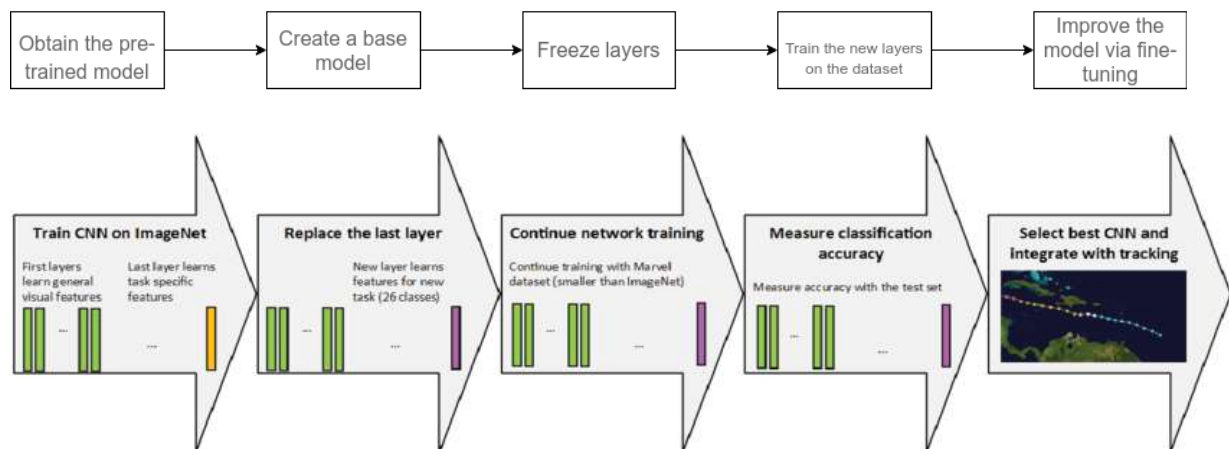 Obtain the pre-
trained model
Create a base
model
Freeze layers
Train the new layers
on the dataset
Improve the
model via fine-
tuning
Train CNN on ImageNet
First layers
learn general
visual features
Last layer learns
task specific
features
...
...
Replace the last layer
New layer learns
features for new
task (26 classes)
...
...
Continue network training
Continue training with Marvel
dataset (smaller than ImageNet)
...
...
Measure classification
accuracy
Measure accuracy with the test set
...
...
Select best CNN and
integrate with tracking